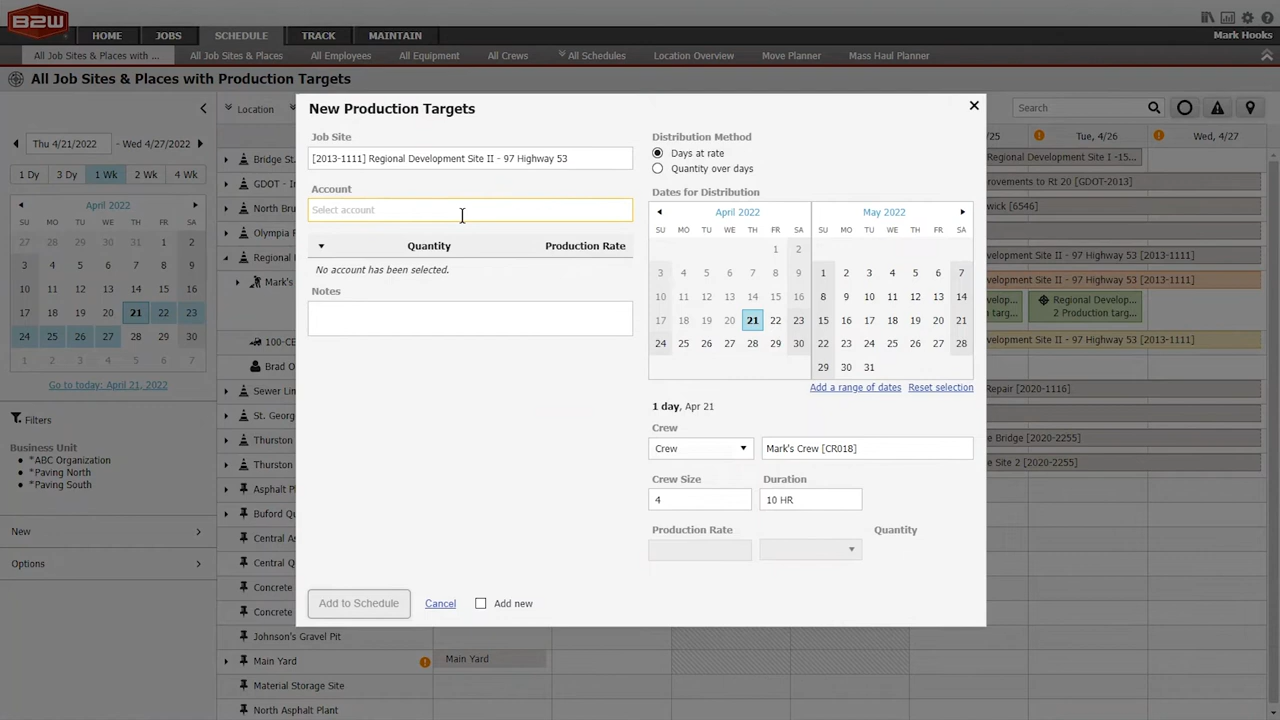 B2W
HOME JOBS SCHEDULE TRACK MAINTAIN
Mark Hooks
All Job Sites & Places with ... All Job Sites & Places All Employees All Equipment All Crews All Schedules Location Overview Move Planner Mass Haul Planner
All Job Sites & Places with Production Targets
Thu 4/21/2022 - Wed 4/27/2022
1 Dy 3 Dy 1 Wk 2 Wk 4 Wk
April 2022
SU MO TU WE TH FR SA
27 28 29 30 31 1 2
3 4 5 6 7 8 9
10 11 12 13 14 15 16
17 18 19 20 21 22 23
24 25 26 27 28 29 30
1 2 3 4 5 6 7
Go to today: April 21, 2022
Filters
Business Unit
*ABC Organization
*Paving North
*Paving South
New
Options
Location
Bridge St.
GDOT - In
North Bru
Olympia F
Regional
Mark's
100-CE
Brad O
Sewer Lin
St. Georg
Thurston
Thurston
Asphalt P
Buford Qu
Central As
Central Q
Concrete
Concrete
Johnson's Gravel Pit
Main Yard
Main Yard
Material Storage Site
North Asphalt Plant
New Production Targets
Job Site
[2013-1111] Regional Development Site II - 97 Highway 53
Account
Select account
Quantity Production Rate
No account has been selected.
Notes
Add to Schedule Cancel Add new
Distribution Method
Days at rate
Quantity over days
Dates for Distribution
April 2022 May 2022
SU MO TU WE TH FR SA SU MO TU WE TH FR SA
1 2
3 4 5 6 7 8 9 1 2 3 4 5 6 7
10 11 12 13 14 15 16 8 9 10 11 12 13 14
17 18 19 20 21 22 23 15 16 17 18 19 20 21
24 25 26 27 28 29 30 22 23 24 25 26 27 28
29 30 31
Add a range of dates Reset selection
1 day, Apr 21
Crew
Crew Mark's Crew [CR018]
Crew Size Duration
4 10 HR
Production Rate Quantity
Search
/25 Tue, 4/26 Wed, 4/27
Regional Development Site I -15...
ovements to Rt 20 [GDOT-2013]
wick [6546]
lopment Site II - 97 Highway 53 [2013-1111]
lopment Site II - 97 Highway 53 [2013-1111]
evelop... Regional Develop...
n targ... 2 Production targ...
lopment Site II - 97 Highway 53 [2013-1111]
Repair [2020-1116]
e Bridge [2020-2255]
e Site 2 [2020-2255]